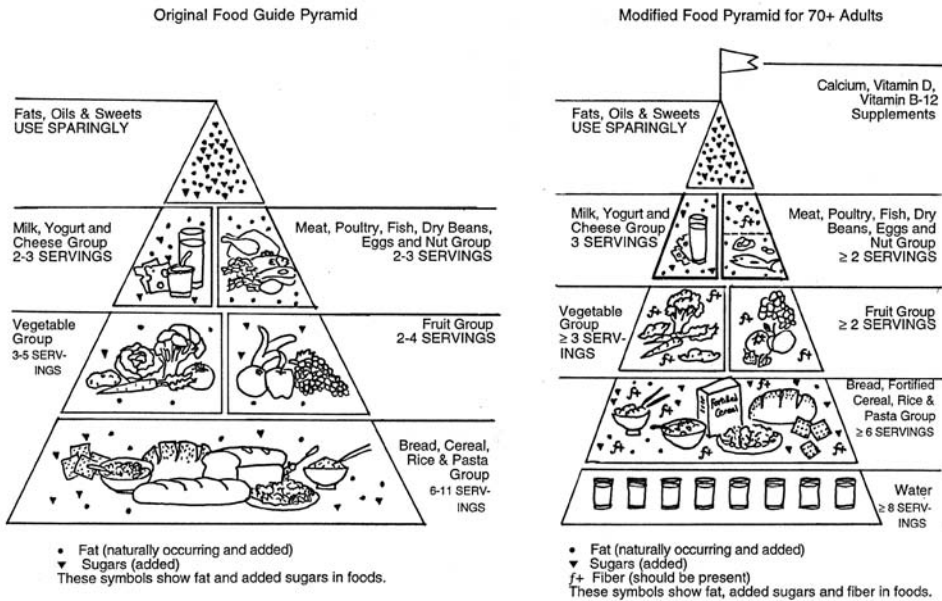 Original Food Guide Pyramid
Fats, Oils & Sweets
USE SPARINGLY
Milk, Yogurt and
Cheese Group
2-3 SERVINGS
Meat, Poultry, Fish, Dry Beans,
Eggs and Nut Group
2-3 SERVINGS
Vegetable
Group
3-5 SERV-
INGS
Fruit Group
2-4 SERVINGS
Bread, Cereal,
Rice & Pasta
Group
6-11 SERV-
INGS
• Fat (naturally occurring and added)
▼ Sugars (added)
These symbols show fat and added sugars in foods.
Modified Food Pyramid for 70+ Adults
Calcium, Vitamin D,
Vitamin B-12
Supplements
Fats, Oils & Sweets
USE SPARINGLY
Milk, Yogurt and
Cheese Group
3 SERVINGS
f+
Meat, Poultry, Fish, Dry
Beans, Eggs and
Nut Group
≥ 2 SERVINGS
Vegetable
Group
≥ 3 SERV-
INGS
f+ f+ f+ f+
f+ f+ f+
Fruit Group
≥ 2 SERVINGS
f+ f+ f+ f+ f+ f+
Fortified
Cereal
Bread, Fortified
Cereal, Rice &
Pasta Group
≥ 6 SERVINGS
Water
≥ 8 SERV-
INGS
• Fat (naturally occurring and added)
▼ Sugars (added)
f+ Fiber (should be present)
These symbols show fat, added sugars and fiber in foods.